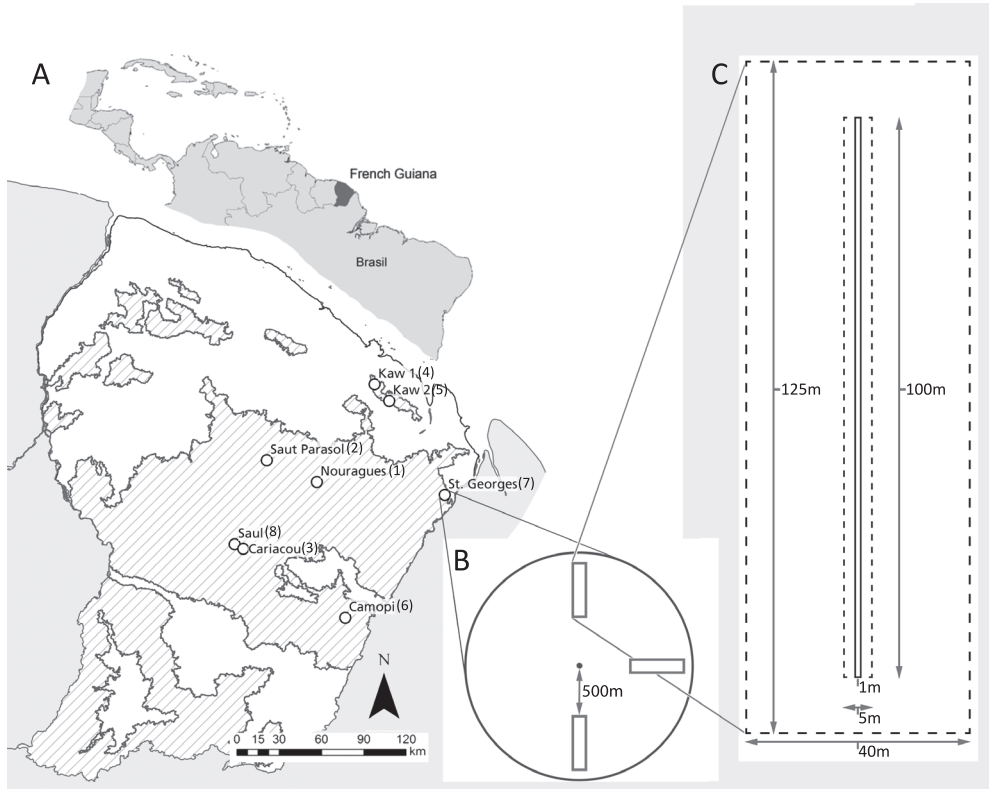 A
French Guiana
Brasil
Kaw 1(4)
Kaw 2(5)
Saut Parasol (2)
Nouragues (1)
St. Georges(7)
Saul(8)
Cariacou(3)
Camopi (6)
N
0 15 30 60 90 120
km
B
500m
C
125m
100m
1m
5m
40m